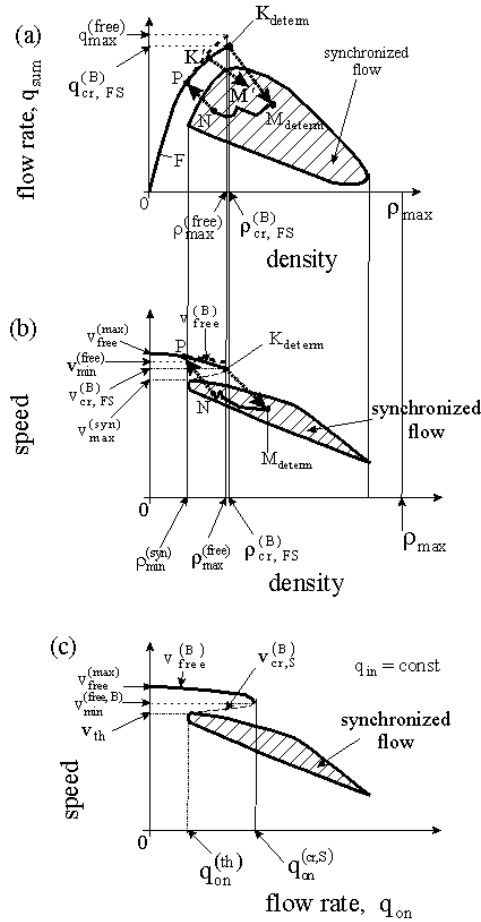 (a)
q_max^(free)
K_determ
q_cr, FS^(B)
flow rate, q_sum
synchronized
flow
K'
P
M'
N
M_determ
F
0
ρ_max^(free)
ρ_cr, FS^(B)
ρ_max
density
(b)
v_free^(max)
v_free^(B)
P
K_determ
v_min^(free)
v_cr, FS^(B)
v_max^(syn)
speed
N
synchronized
flow
M_determ
0
ρ_min^(syn)
ρ_max^(free)
ρ_cr, FS^(B)
ρ_max
density
(c)
v_free^(B)
v_cr,S^(B)
q_in = const
v_free^(max)
v_min^(free, B)
v_th
synchronized
flow
speed
0
q_on^(th)
q_on^(cr,S)
flow rate, q_on